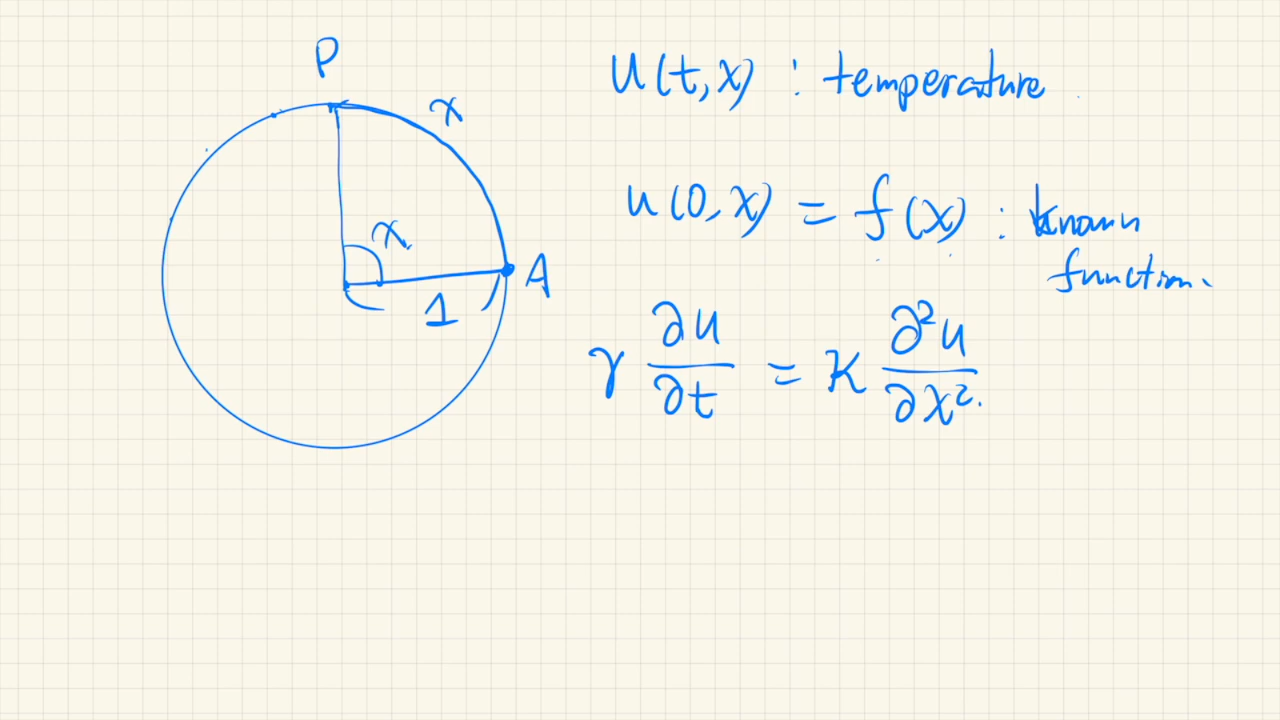 P
x
x
1
A
u(t, x) : temperature
u(0, x) = f(x) : known
function.
γ ∂u/∂t = K ∂²u/∂x².